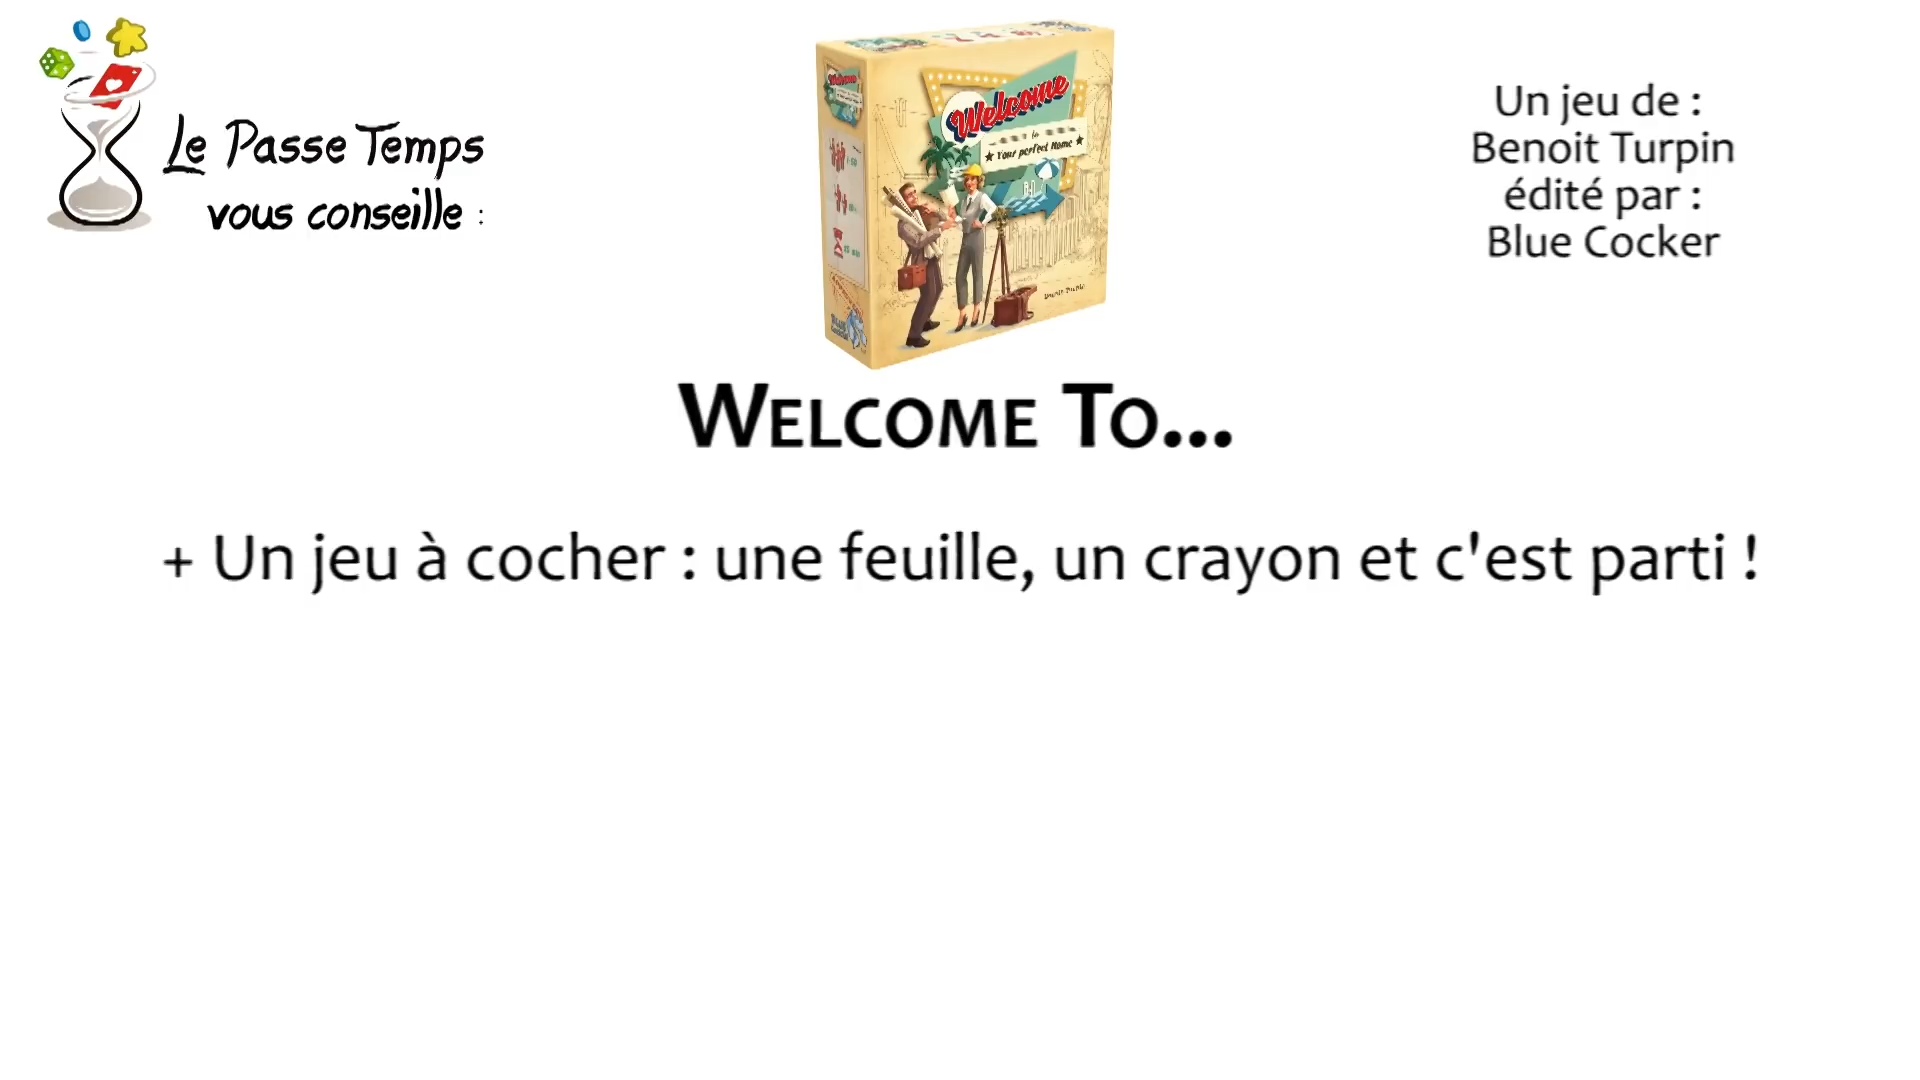 Le Passe Temps
vous conseille :
Welcome
to
Your perfect Home
Un jeu de :
Benoit Turpin
édité par :
Blue Cocker
Welcome To...
+ Un jeu à cocher : une feuille, un crayon et c'est parti !